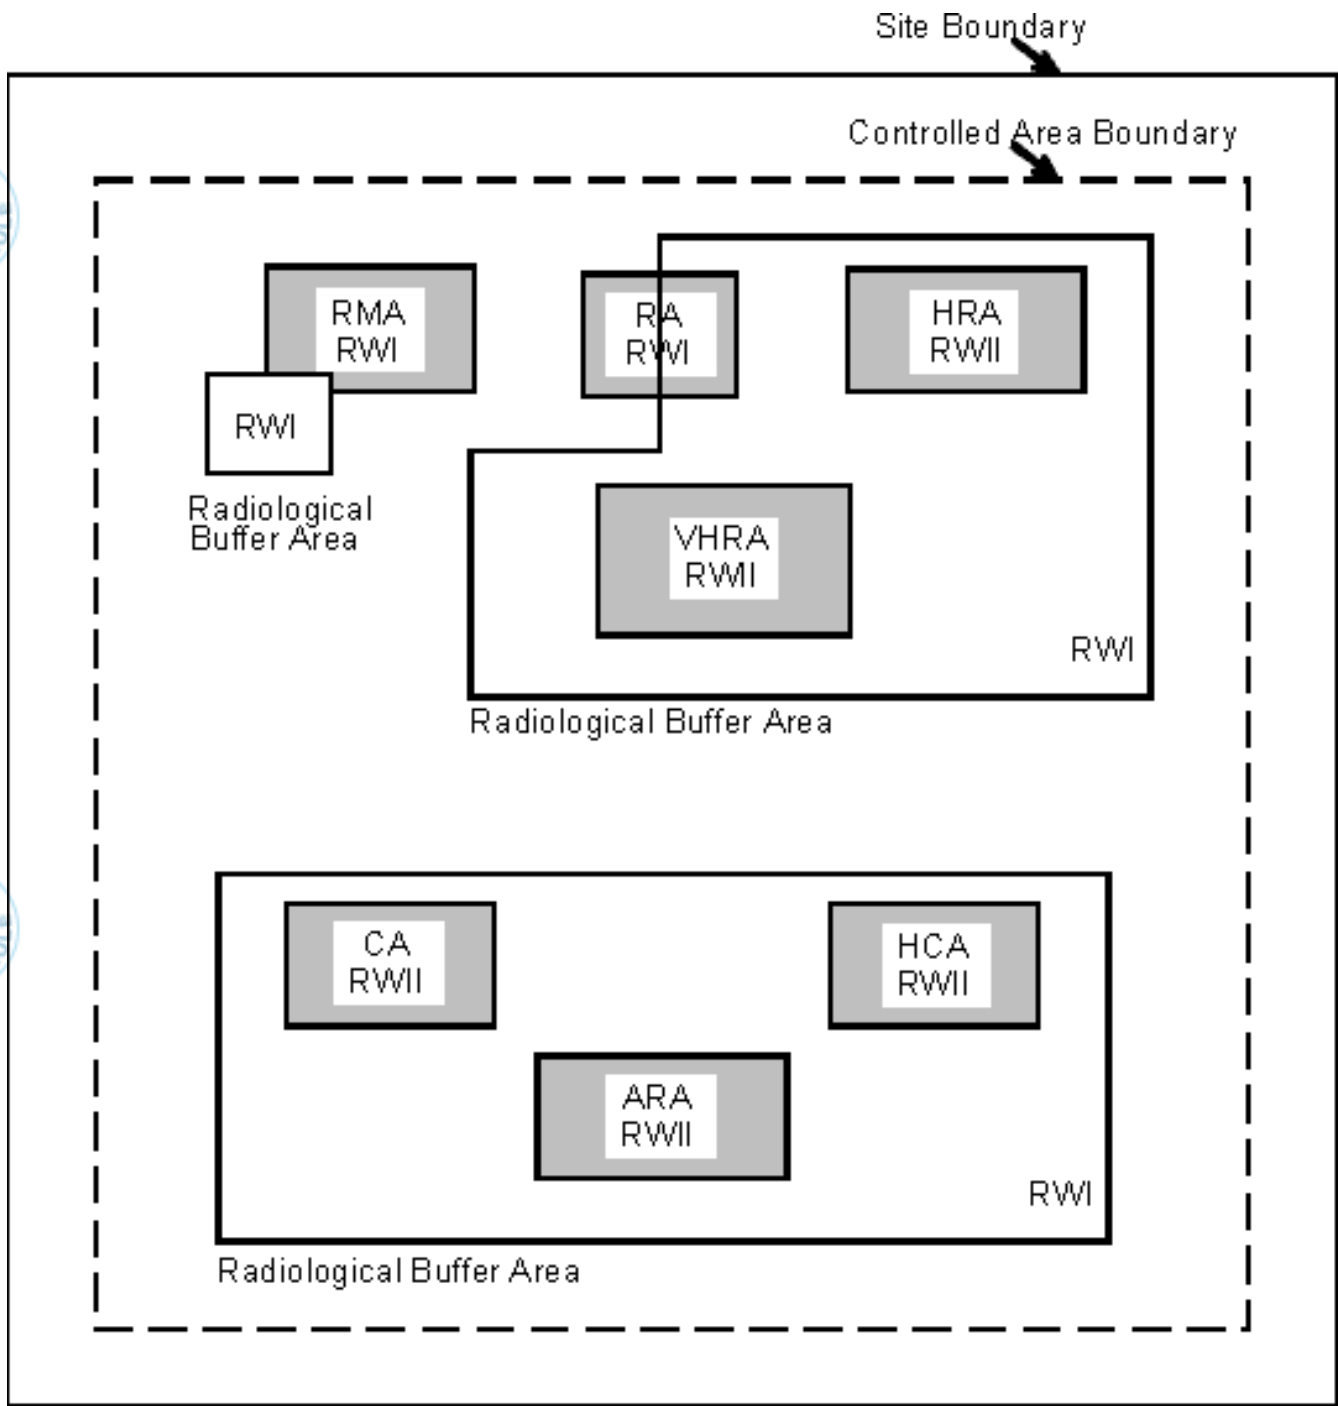 Site Boundary
Controlled Area Boundary
RMA
RWI
RA
RWI
HRA
RWII
RWI
Radiological
Buffer Area
VHRA
RWII
RWI
Radiological Buffer Area
CA
RWII
HCA
RWII
ARA
RWII
RWI
Radiological Buffer Area